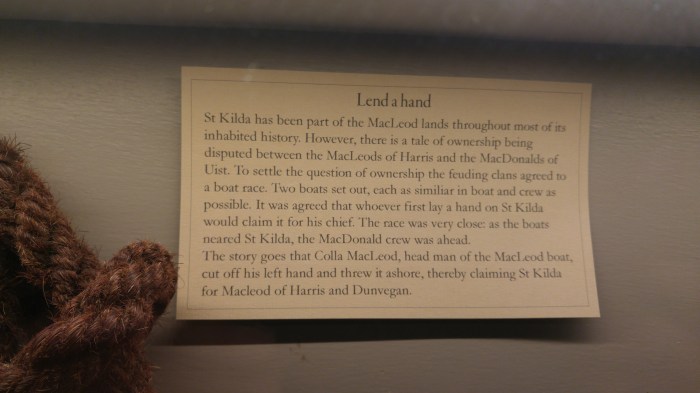 Lend a hand
St Kilda has been part of the MacLeod lands throughout most of its
inhabited history. However, there is a tale of ownership being
disputed between the MacLeods of Harris and the MacDonalds of
Uist. To settle the question of ownership the feuding clans agreed to
a boat race. Two boats set out, each as similiar in boat and crew as
possible. It was agreed that whoever first lay a hand on St Kilda
would claim it for his chief. The race was very close: as the boats
neared St Kilda, the MacDonald crew was ahead.
The story goes that Colla MacLeod, head man of the MacLeod boat,
cut off his left hand and threw it ashore, thereby claiming St Kilda
for Macleod of Harris and Dunvegan.